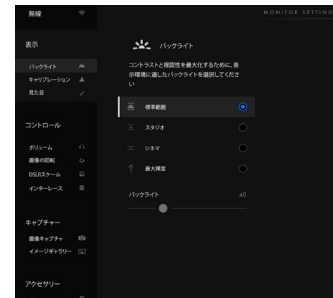 無線
MONITOR SETTING
表示
バックライト
キャリブレーション
見た目
コントロール
ボリューム
画像の回転
DSLRスケール
インターレース
キャプチャー
画像キャプチャ
イメージギャラリー
アクセサリー
バックライト
コントラストと視認性を最大化するために、表
示環境に適したバックライトを選択してくださ
い
標準範囲
スタジオ
シネマ
最大輝度
バックライト 40